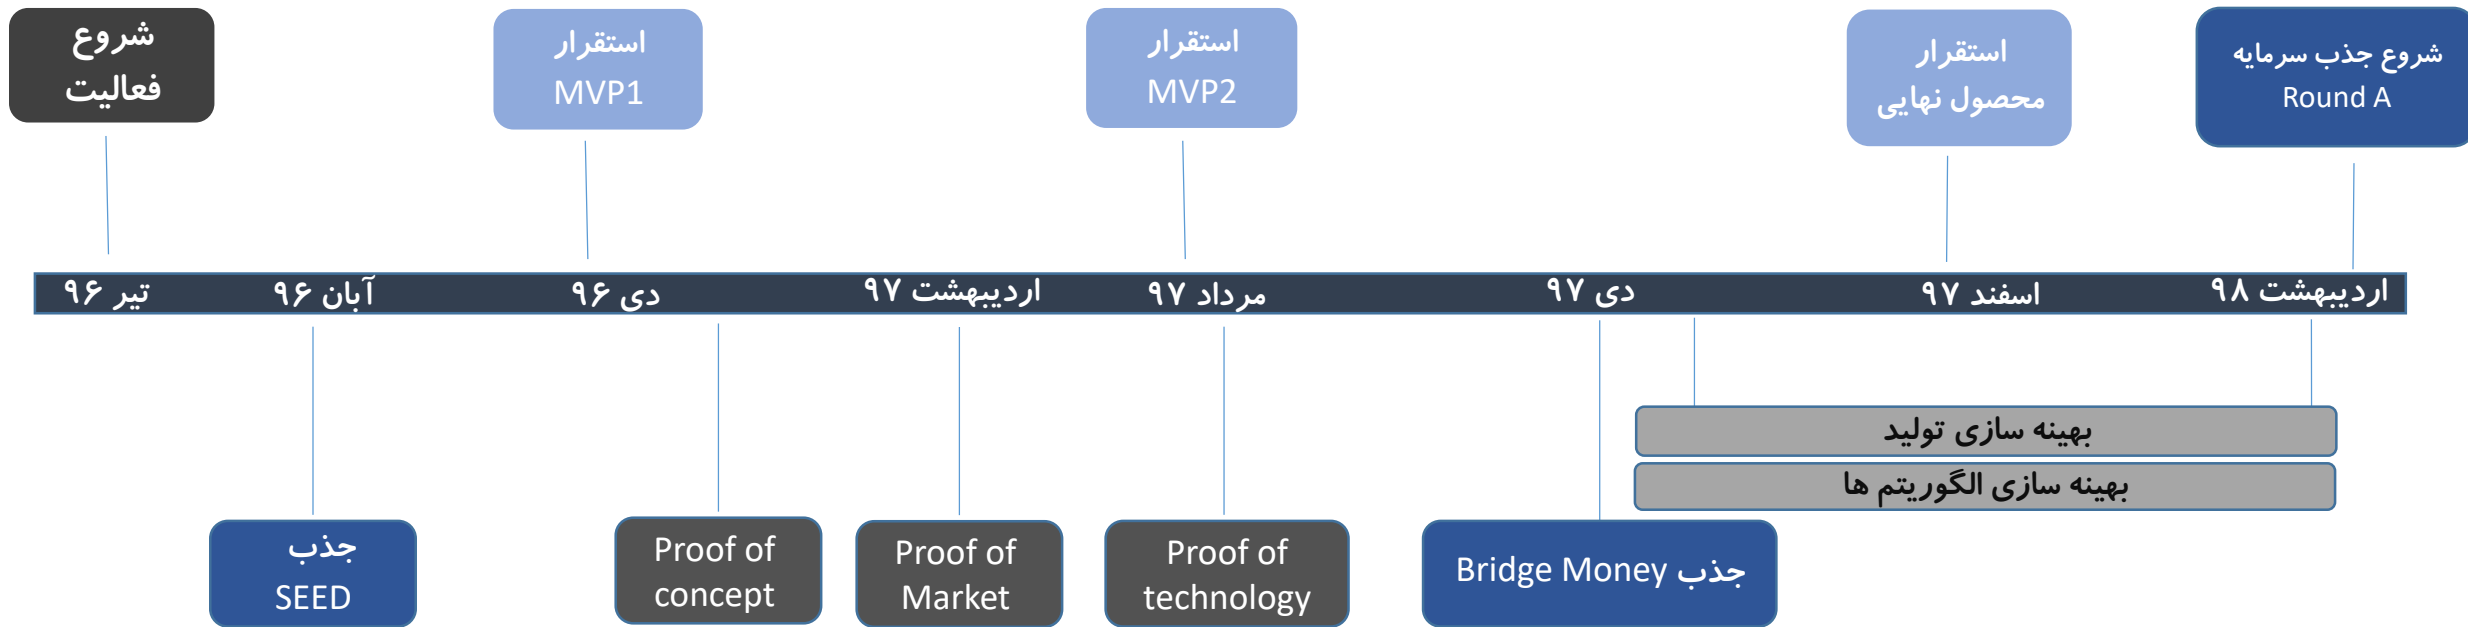 شروع
فعالیت
استقرار
MVP1
استقرار
MVP2
استقرار
محصول نهایی
شروع جذب سرمایه
Round A
تیر ۹۶
آبان ۹۶
دی ۹۶
اردیبهشت ۹۷
مرداد ۹۷
دی ۹۷
اسفند ۹۷
اردیبهشت ۹۸
بهینه سازی تولید
بهینه سازی الگوریتم ها
جذب
SEED
Proof of
concept
Proof of
Market
Proof of
technology
جذب Bridge Money